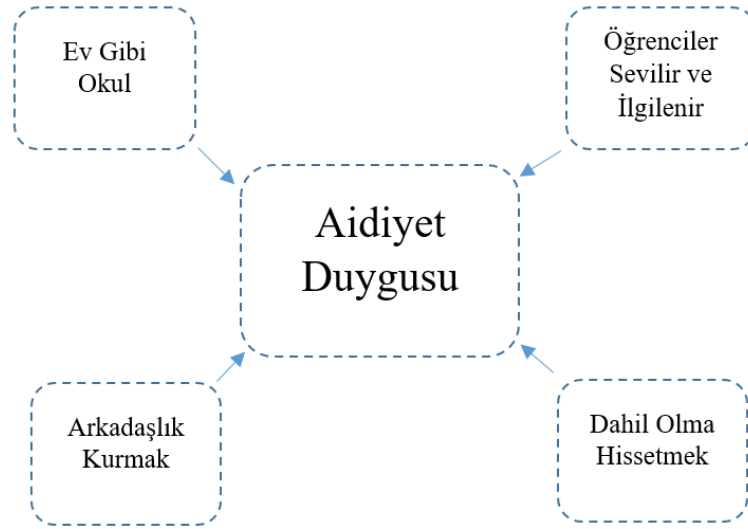 Ev Gibi
Okul
Öğrenciler
Sevilir ve
İlgilenir
Aidiyet
Duygusu
Arkadaşlık
Kurmak
Dahil Olma
Hissetmek